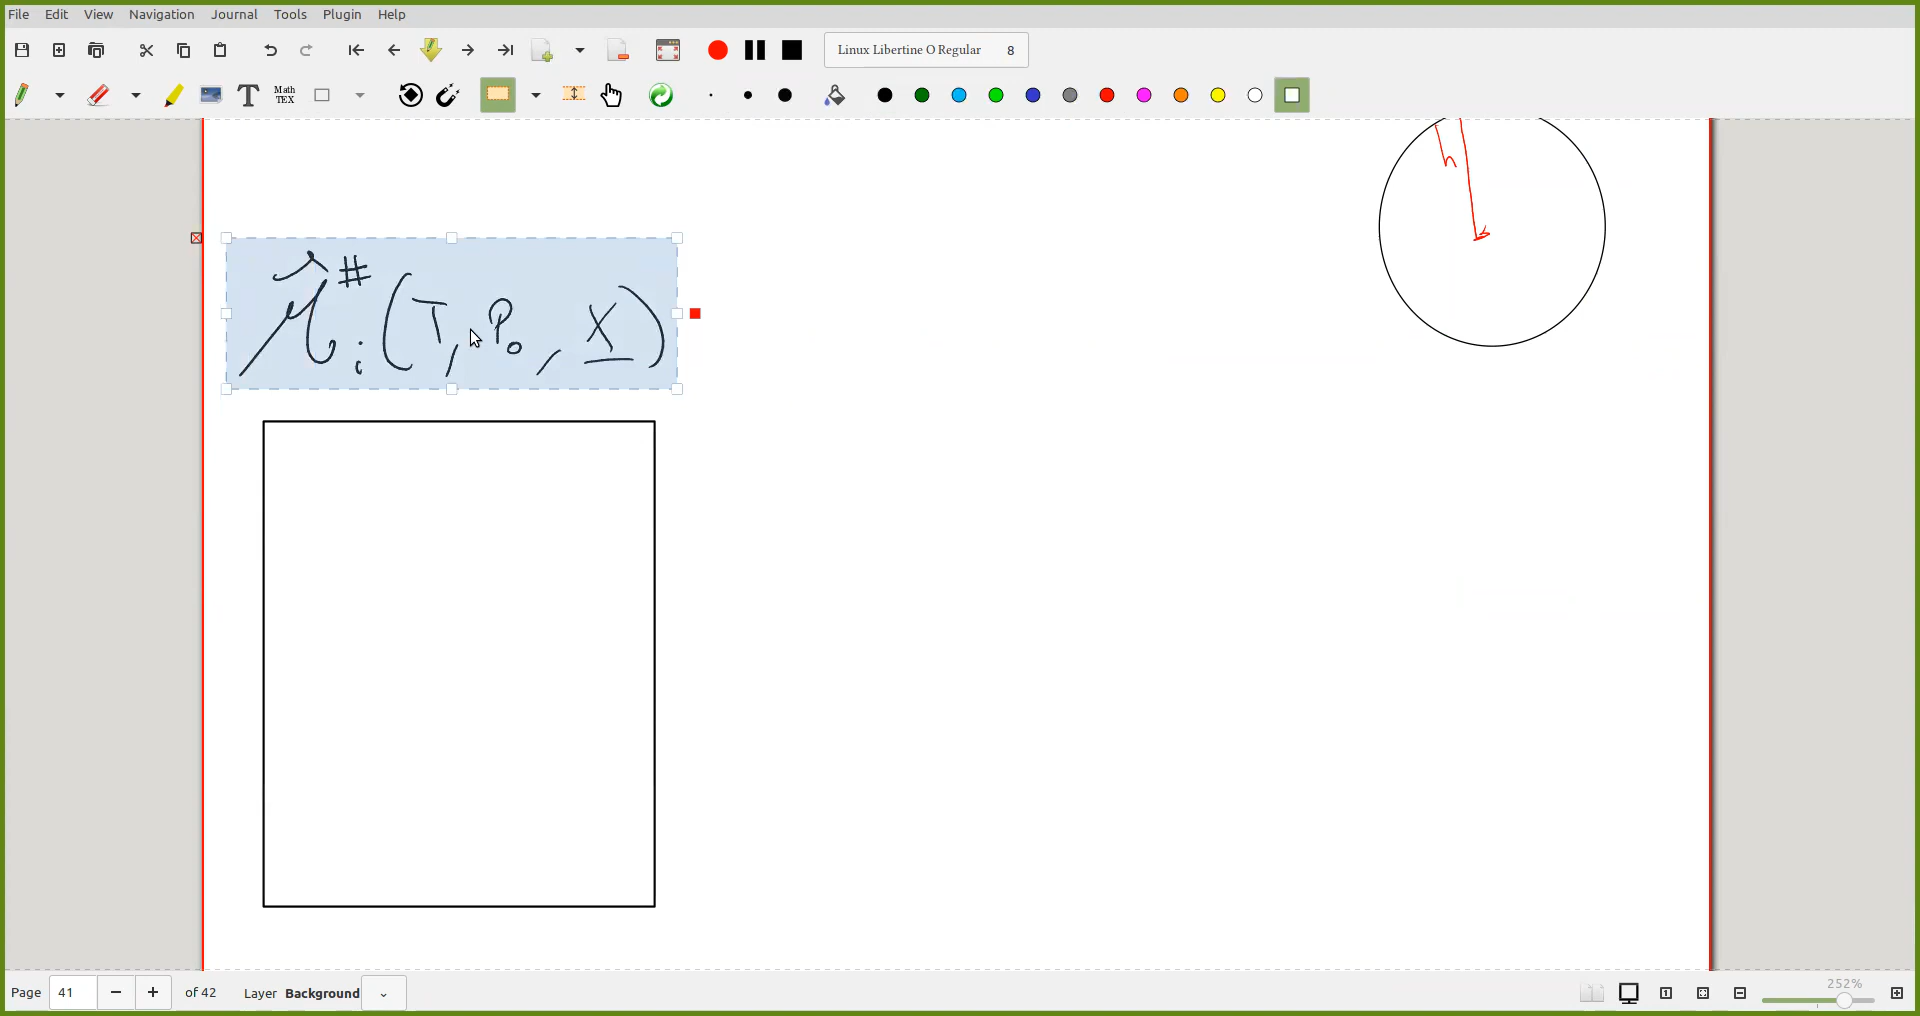 File Edit View Navigation Journal Tools Plugin Help
Linux Libertine O Regular 8
T
Math
TEX
h
μ̂ᵢ^#(T, P₀, X̲)
Page 41 of 42 Layer Background
252%